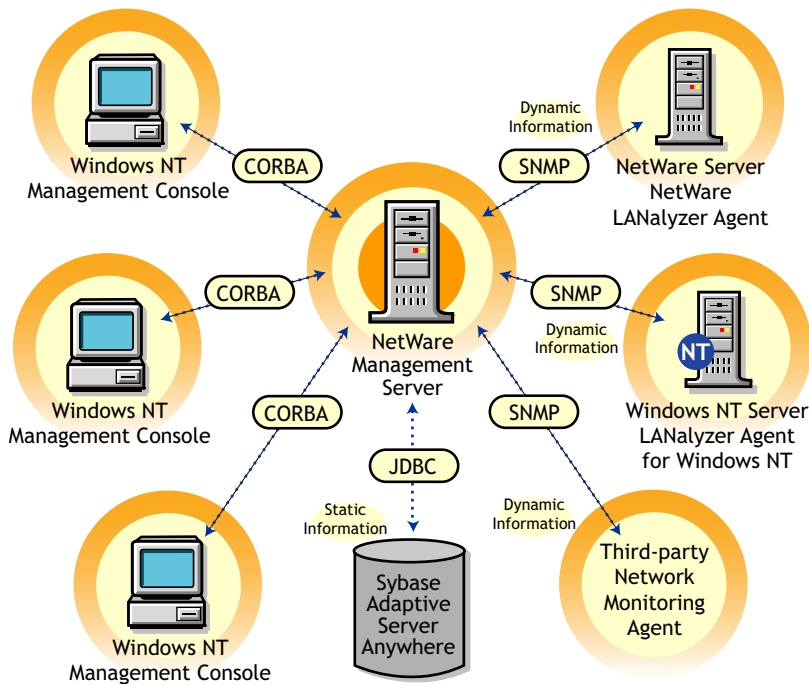 Windows NT
Management Console
CORBA
Dynamic
Information
SNMP
NetWare Server
NetWare
LANalyzer Agent
Windows NT
Management Console
CORBA
NetWare
Management
Server
SNMP
Dynamic
Information
NT
Windows NT Server
LANalyzer Agent
for Windows NT
CORBA
SNMP
JDBC
Static
Information
Dynamic
Information
Windows NT
Management Console
Sybase
Adaptive
Server
Anywhere
Third-party
Network
Monitoring
Agent